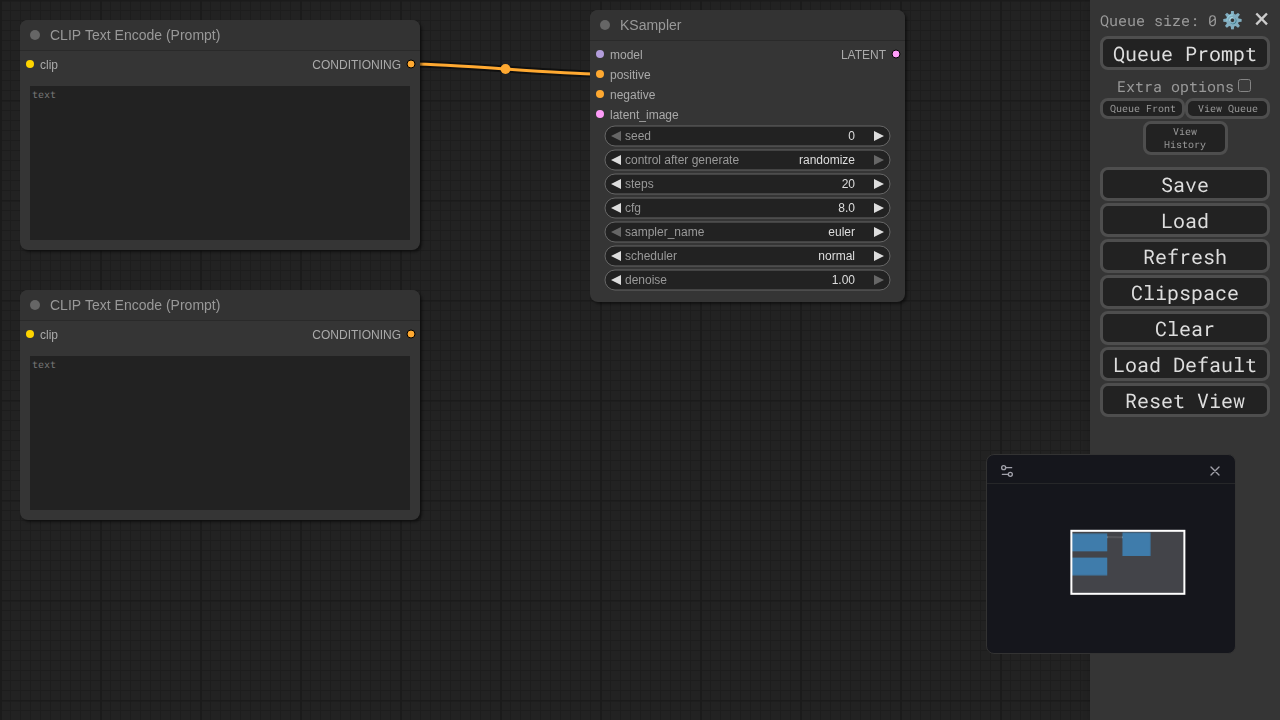 CLIP Text Encode (Prompt)
clip
CONDITIONING
text
CLIP Text Encode (Prompt)
clip
CONDITIONING
text
KSampler
model
LATENT
positive
negative
latent_image
seed 0
control after generate randomize
steps 20
cfg 8.0
sampler_name euler
scheduler normal
denoise 1.00
Queue size: 0
Queue Prompt
Extra options
Queue Front
View Queue
View
History
Save
Load
Refresh
Clipspace
Clear
Load Default
Reset View